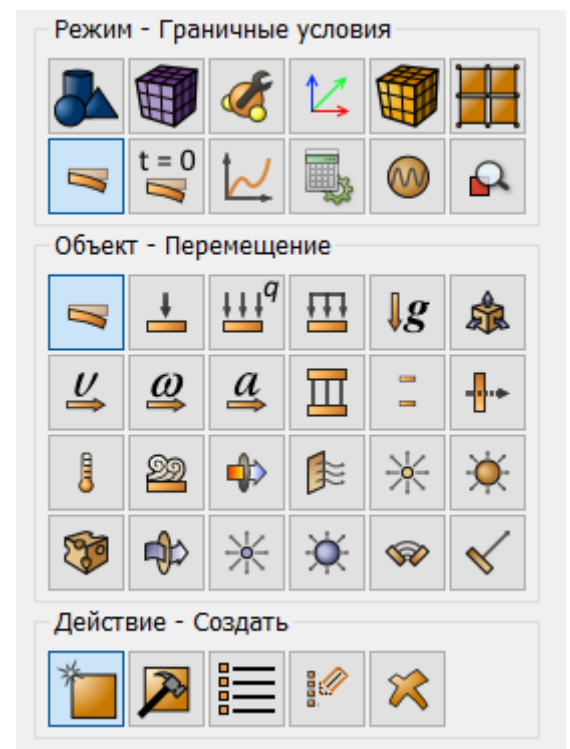 Режим - Граничные условия
t = 0
Объект - Перемещение
q
g
υ ω a
Действие - Создать